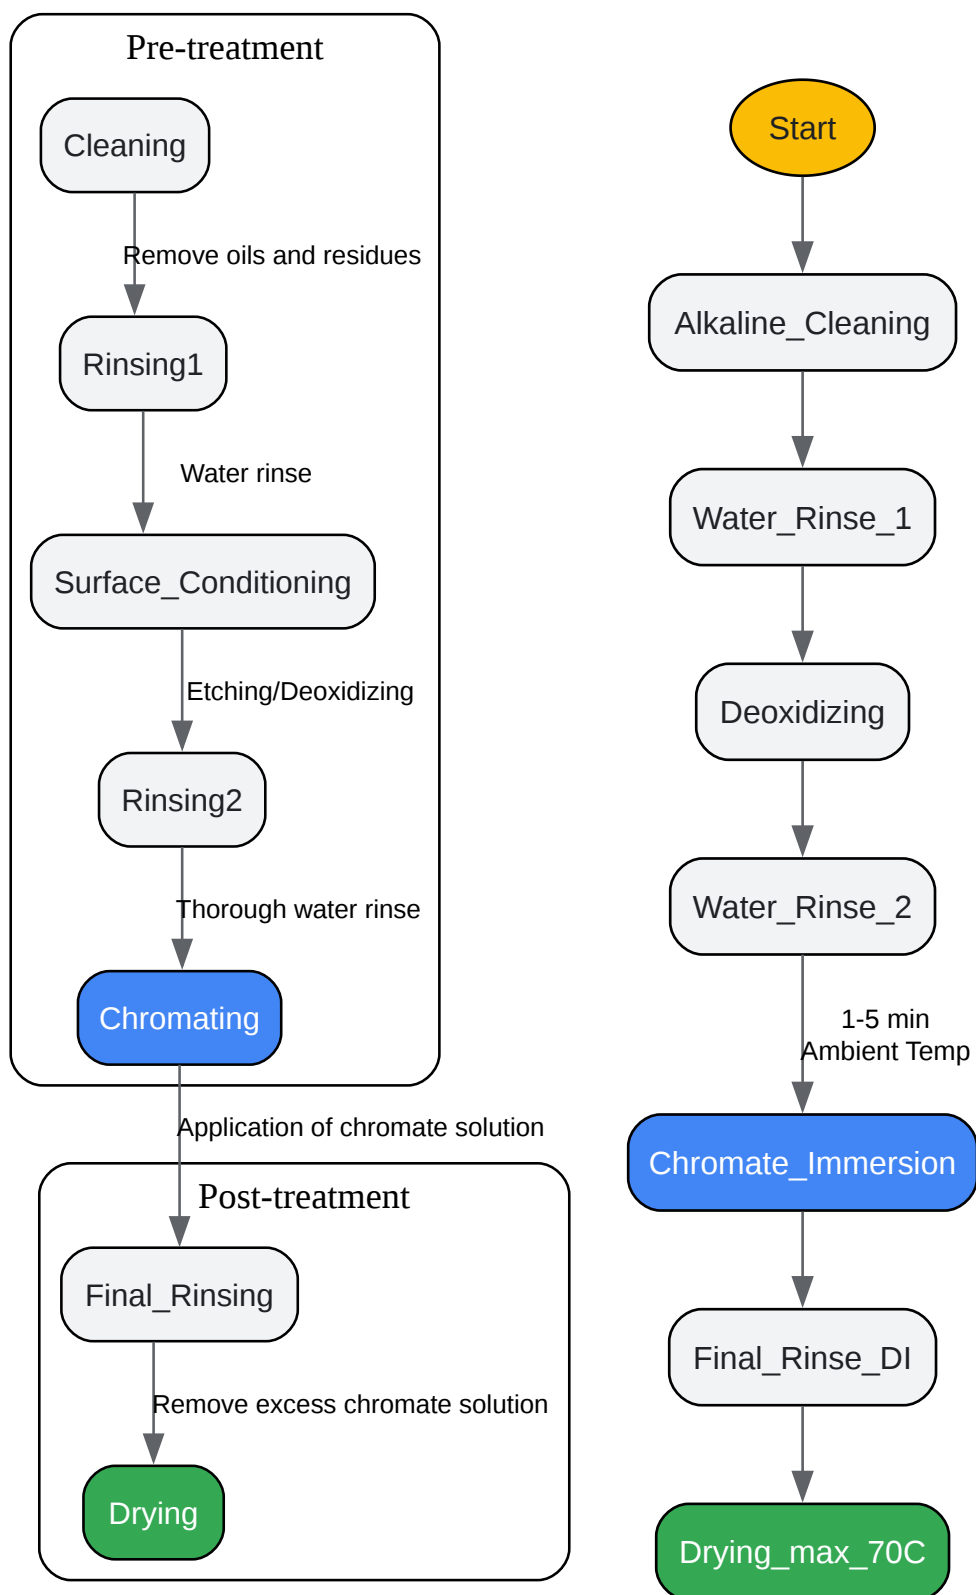 Pre-treatment
Cleaning
Remove oils and residues
Rinsing1
Water rinse
Surface_Conditioning
Etching/Deoxidizing
Rinsing2
Thorough water rinse
Chromating
Application of chromate solution
Post-treatment
Final_Rinsing
Remove excess chromate solution
Drying
Start
Alkaline_Cleaning
Water_Rinse_1
Deoxidizing
Water_Rinse_2
1-5 min
Ambient Temp
Chromate_Immersion
Final_Rinse_DI
Drying_max_70C